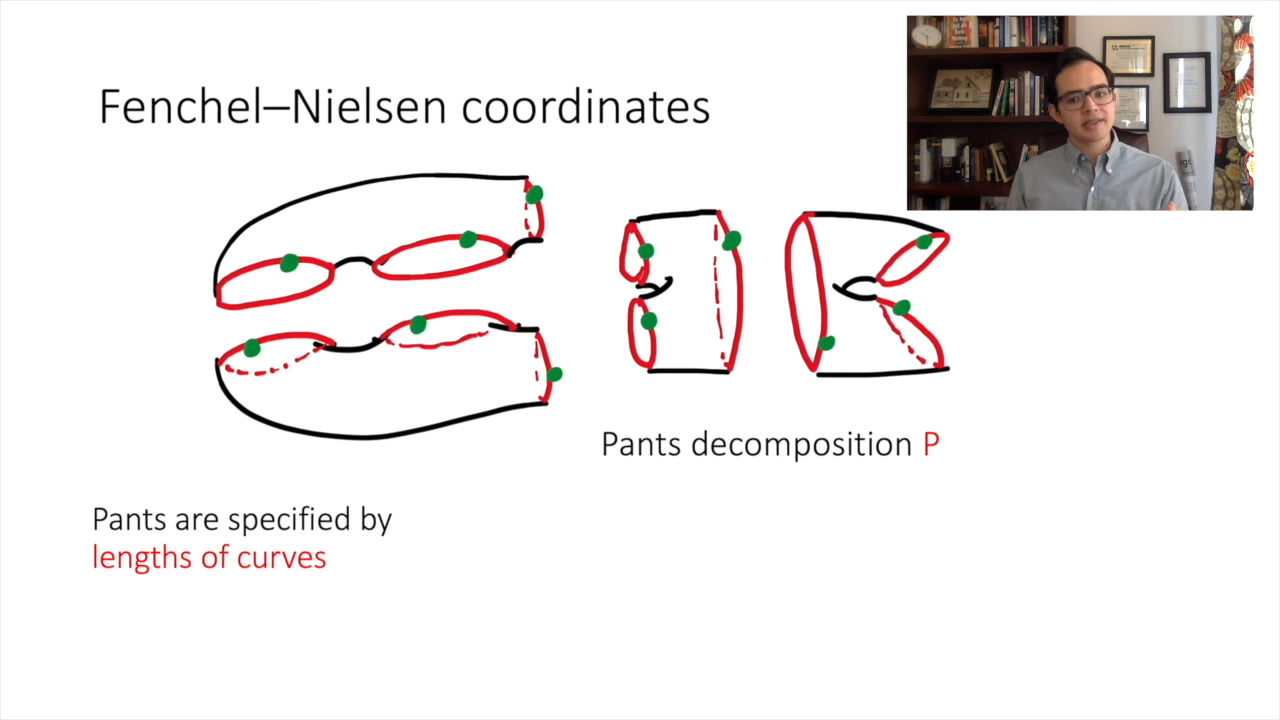 Fenchel–Nielsen coordinates
Pants decomposition P
Pants are specified by
lengths of curves